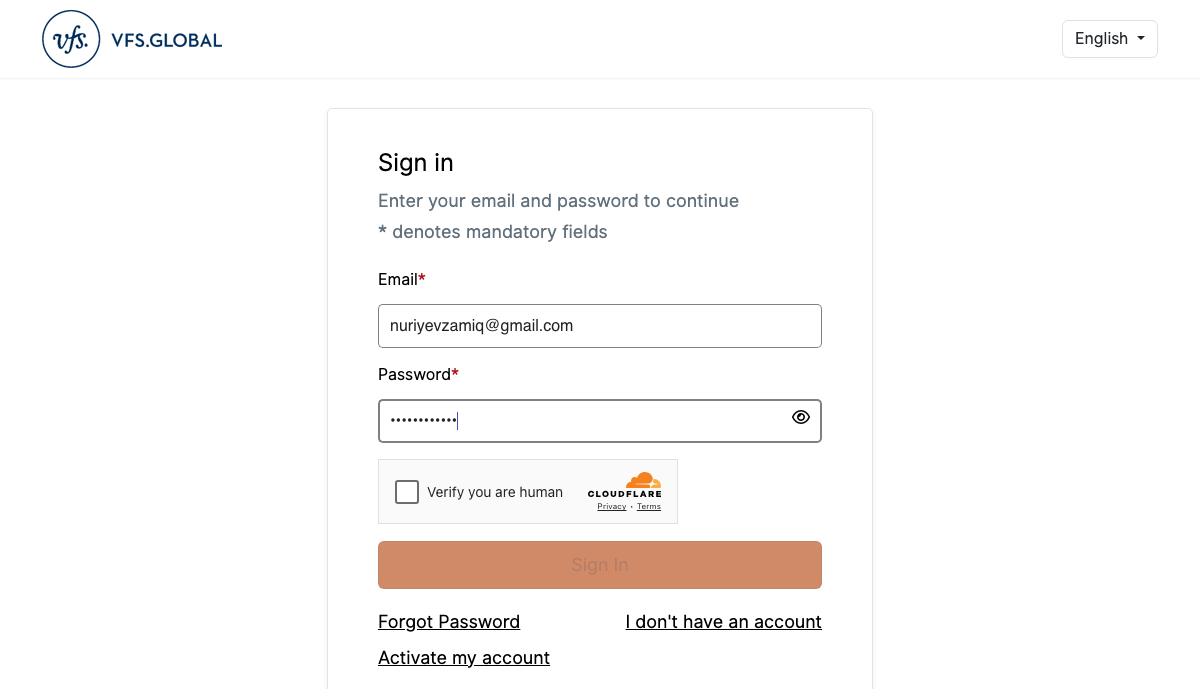 vfs. VFS.GLOBAL
English
Sign in
Enter your email and password to continue
* denotes mandatory fields
Email*
nuriyevzamiq@gmail.com
Password*
••••••••••••
Verify you are human
CLOUDFLARE
Privacy • Terms
Sign In
Forgot Password
I don't have an account
Activate my account